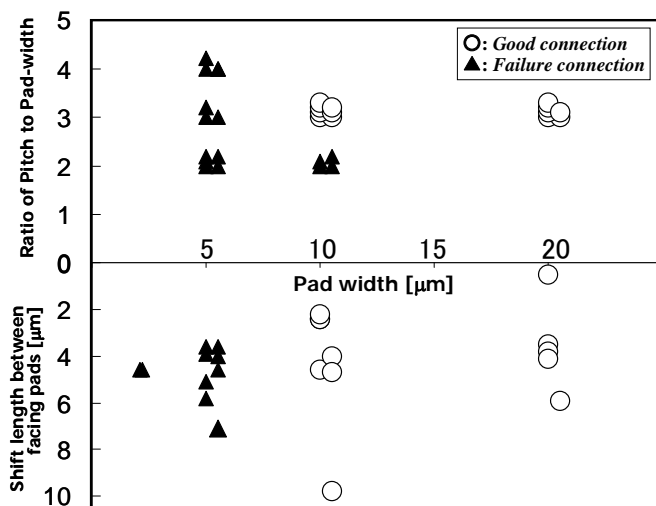 5
4
3
2
1
0
Ratio of Pitch to Pad-width
○: Good connection
▲: Failure connection
5 10 15 20
Pad width [μm]
2
4
6
8
10
Shift length between
facing pads [μm]